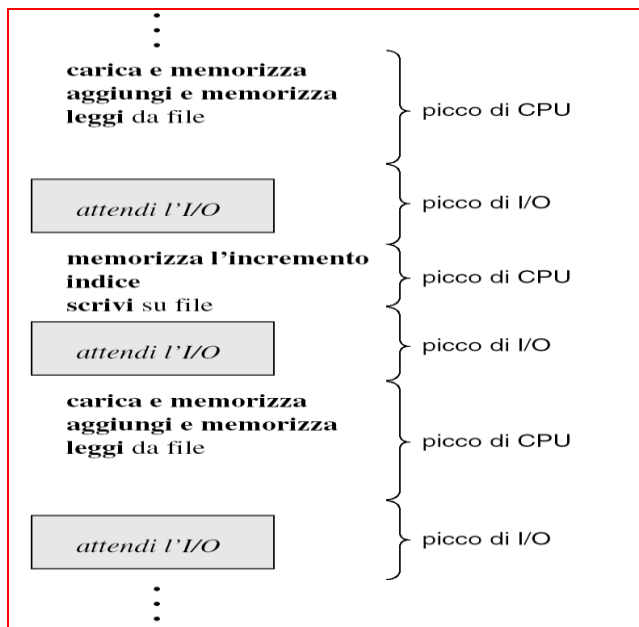 carica e memorizza
aggiungi e memorizza
leggi da file
picco di CPU
attendi l'I/O
picco di I/O
memorizza l'incremento
indice
scrivi su file
picco di CPU
attendi l'I/O
picco di I/O
carica e memorizza
aggiungi e memorizza
leggi da file
picco di CPU
attendi l'I/O
picco di I/O